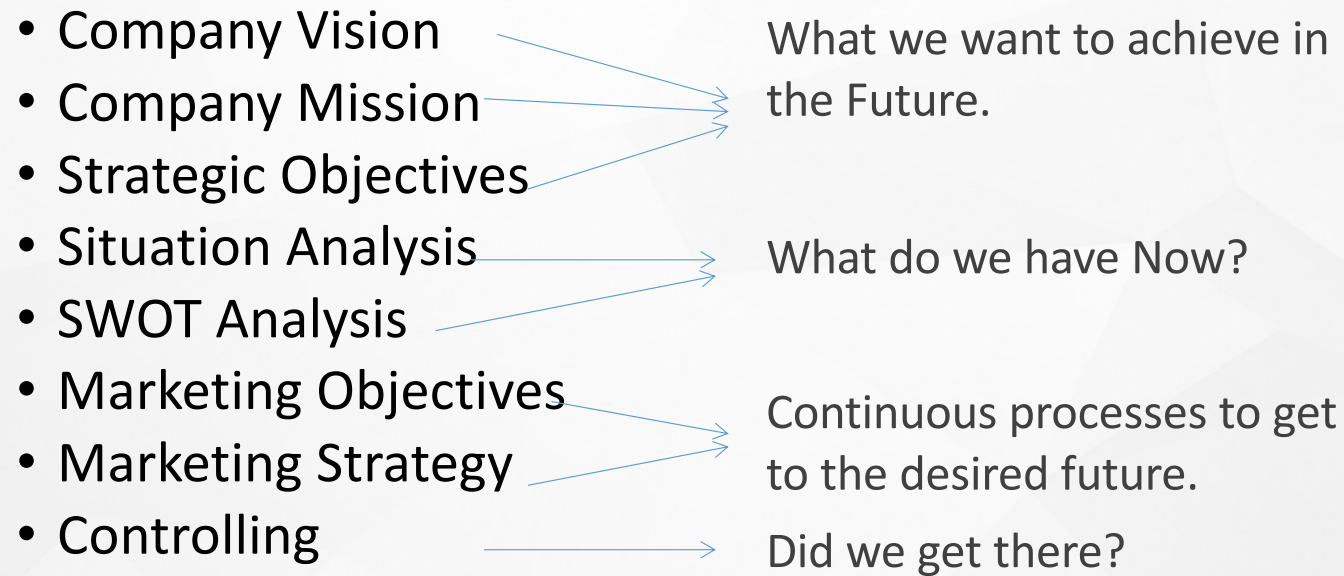 • Company Vision
• Company Mission
• Strategic Objectives
• Situation Analysis
• SWOT Analysis
• Marketing Objectives
• Marketing Strategy
• Controlling
What we want to achieve in
the Future.
What do we have Now?
Continuous processes to get
to the desired future.
Did we get there?